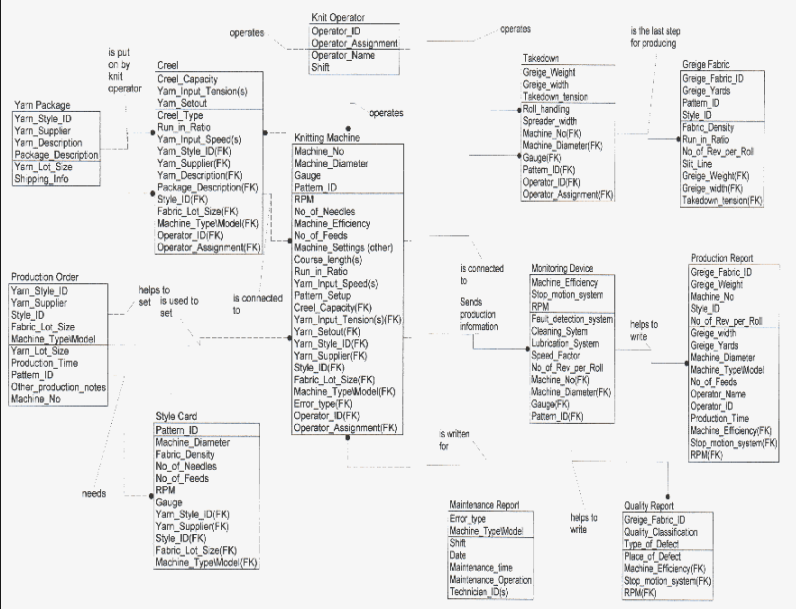 Knit Operator
Operator_ID
Operator_Assignment
Operator_Name
Shift
operates
operates
is the last step
for producing
is put
on by knit
operator
Creel
Creel_Capacity
Yarn_Input_Tension(s)
Yarn_Setout
Creel_Type
Run_in_Ratio
Yarn_Input_Speed(s)
Yarn_Style_ID(FK)
Yarn_Supplier(FK)
Yarn_Description(FK)
Package_Description(FK)
Style_ID(FK)
Fabric_Lot_Size(FK)
Machine_Type\Model(FK)
Operator_ID(FK)
Operator_Assignment(FK)
Takedown
Greige_Weight
Greige_width
Takedown_tension
Roll_handling
Spreader_width
Machine_No(FK)
Machine_Diameter(FK)
Gauge(FK)
Pattern_ID(FK)
Operator_ID(FK)
Operator_Assignment(FK)
Greige Fabric
Greige_Fabric_ID
Greige_Yards
Pattern_ID
Style_ID
Fabric_Density
Run_in_Ratio
No_of_Rev_per_Roll
Slit_Line
Greige_Weight(FK)
Greige_width(FK)
Takedown_tension(FK)
Yarn Package
Yarn_Style_ID
Yarn_Supplier
Yarn_Description
Package_Description
Yarn_Lot_Size
Shipping_Info
operates
Knitting Machine
Machine_No
Machine_Diameter
Gauge
Pattern_ID
RPM
No_of_Needles
Machine_Efficiency
No_of_Feeds
Machine_Settings (other)
Course_length(s)
Run_in_Ratio
Yarn_Input_Speed(s)
Pattern_Setup
Creel_Capacity(FK)
Yarn_Input_Tension(s)(FK)
Yarn_Setout(FK)
Yarn_Style_ID(FK)
Yarn_Supplier(FK)
Style_ID(FK)
Fabric_Lot_Size(FK)
Machine_Type\Model(FK)
Error_type(FK)
Operator_ID(FK)
Operator_Assignment(FK)
Production Order
Yarn_Style_ID
Yarn_Supplier
Style_ID
Fabric_Lot_Size
Machine_Type\Model
Yarn_Lot_Size
Production_Time
Pattern_ID
Other_production_notes
Machine_No
helps to
set
is used to
set
is connected
to
is connected
to
Sends
production
information
Monitoring Device
Machine_Efficiency
Stop_motion_system
RPM
Fault_detection_system
Cleaning_Sytem
Lubrication_System
Speed_Factor
No_of_Rev_per_Roll
Machine_No(FK)
Machine_Diameter(FK)
Gauge(FK)
Pattern_ID(FK)
helps to
write
Production Report
Greige_Fabric_ID
Greige_Weight
Machine_No
Style_ID
No_of_Rev_per_Roll
Greige_width
Greige_Yards
Machine_Diameter
Machine_Type\Model
No_of_Feeds
Operator_Name
Operator_ID
Production_Time
Machine_Efficiency(FK)
Stop_motion_system(FK)
RPM(FK)
Style Card
Pattern_ID
Machine_Diameter
Fabric_Density
No_of_Needles
No_of_Feeds
RPM
Gauge
Yarn_Style_ID(FK)
Yarn_Supplier(FK)
Style_ID(FK)
Fabric_Lot_Size(FK)
Machine_Type\Model(FK)
needs
is written
for
Maintenance Report
Error_type
Machine_Type\Model
Shift
Date
Maintenance_time
Maintenance_Operation
Technician_ID(s)
helps to
write
Quality Report
Greige_Fabric_ID
Quality_Classification
Type_of_Defect
Place_of_Defect
Machine_Efficiency(FK)
Stop_motion_system(FK)
RPM(FK)